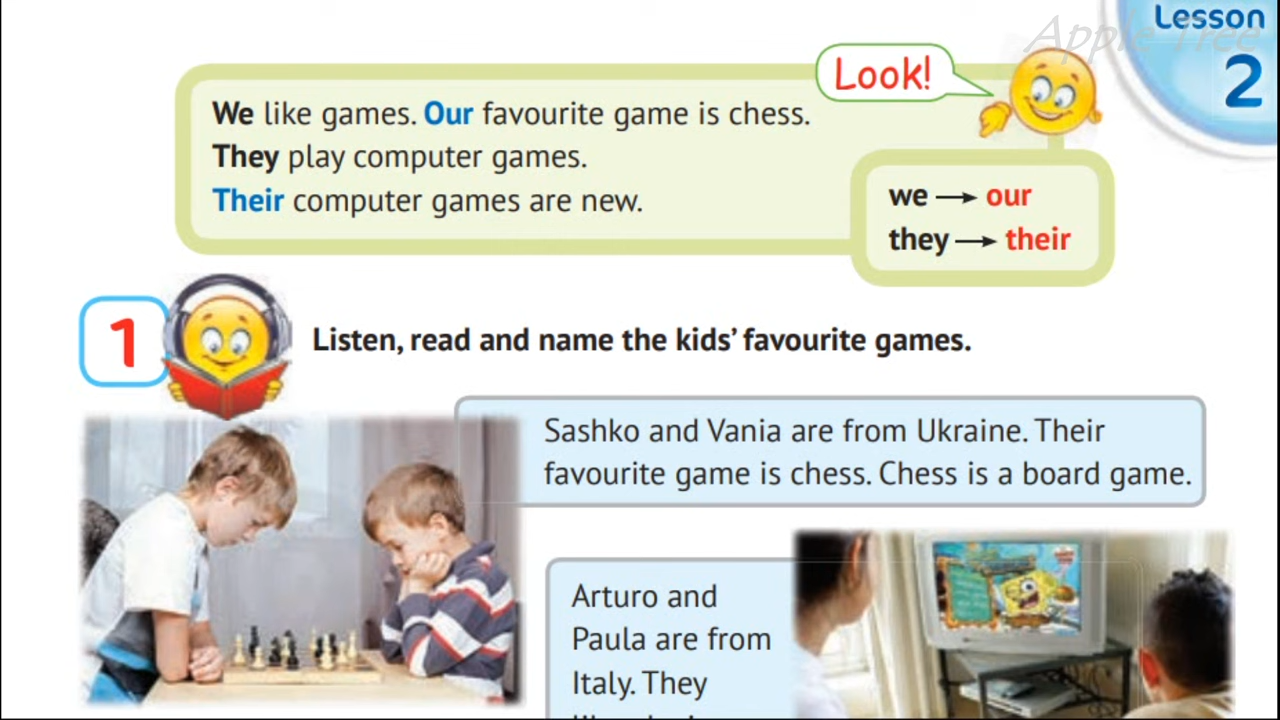 Apple Tree
Lesson
2
Look!
We like games. Our favourite game is chess.
They play computer games.
Their computer games are new.
we → our
they → their
1
Listen, read and name the kids’ favourite games.
Sashko and Vania are from Ukraine. Their
favourite game is chess. Chess is a board game.
Arturo and
Paula are from
Italy. They